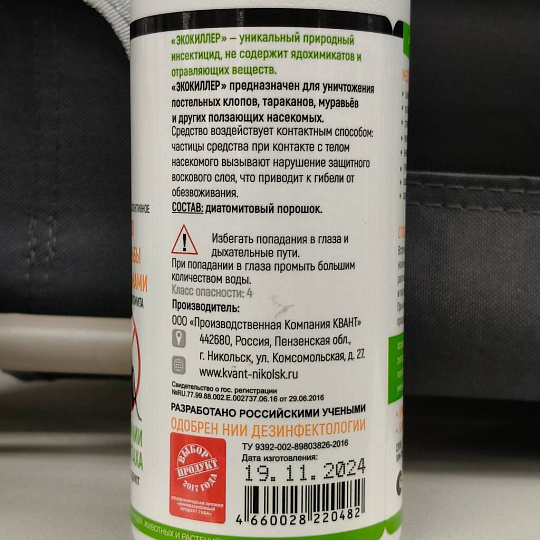 «ЭКОКИЛЛЕР» – уникальный природный
инсектицид, не содержит ядохимикатов и
отравляющих веществ.
«ЭКОКИЛЛЕР» предназначен для уничтожения
постельных клопов, тараканов, муравьёв
и других ползающих насекомых.
Средство воздействует контактным способом:
частицы средства при контакте с телом
насекомого вызывают нарушение защитного
воскового слоя, что приводит к гибели от
обезвоживания.
СОСТАВ: диатомитовый порошок.
Избегать попадания в глаза и
дыхательные пути.
При попадании в глаза промыть большим
количеством воды.
Класс опасности: 4
Производитель:
ООО «Производственная Компания КВАНТ»
442680, Россия, Пензенская обл.,
г. Никольск, ул. Комсомольская, д. 27.
www.kvant-nikolsk.ru
Свидетельство о гос. регистрации
№RU.77.99.88.002.Е.002737.06.16 от 29.06.2016
РАЗРАБОТАНО РОССИЙСКИМИ УЧЕНЫМИ
ОДОБРЕН НИИ ДЕЗИНФЕКТОЛОГИИ
ТУ 9392-002-89803826-2016
Дата изготовления:
19.11.2024
ВЫБОР
ПРОДУКТ
2017 ГОДА
МЕЖДУНАРОДНАЯ ПРЕМИЯ
«ИННОВАЦИОННЫЙ
ПРОДУКТ ГОДА»
4 660028 220482